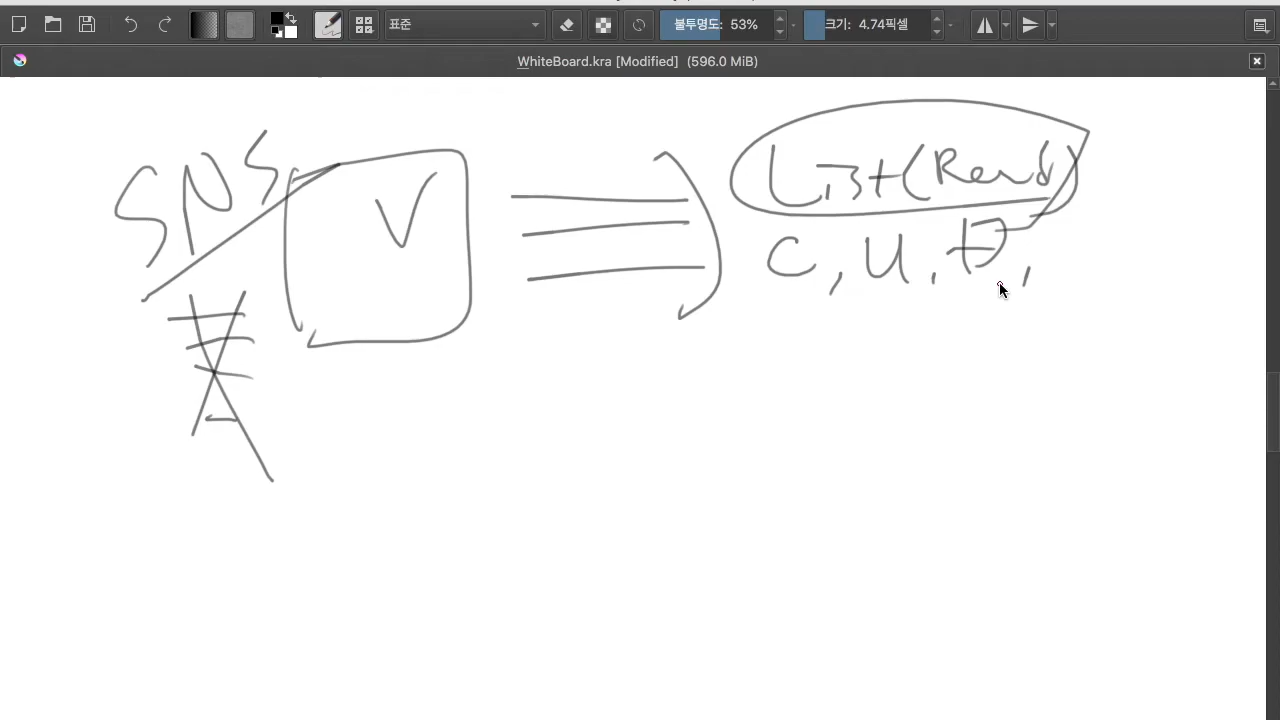 표준
불투명도: 53%
크기: 4.74픽셀
WhiteBoard.kra [Modified] (596.0 MiB)
SNS
V
List(Read)
C, U, D,
A